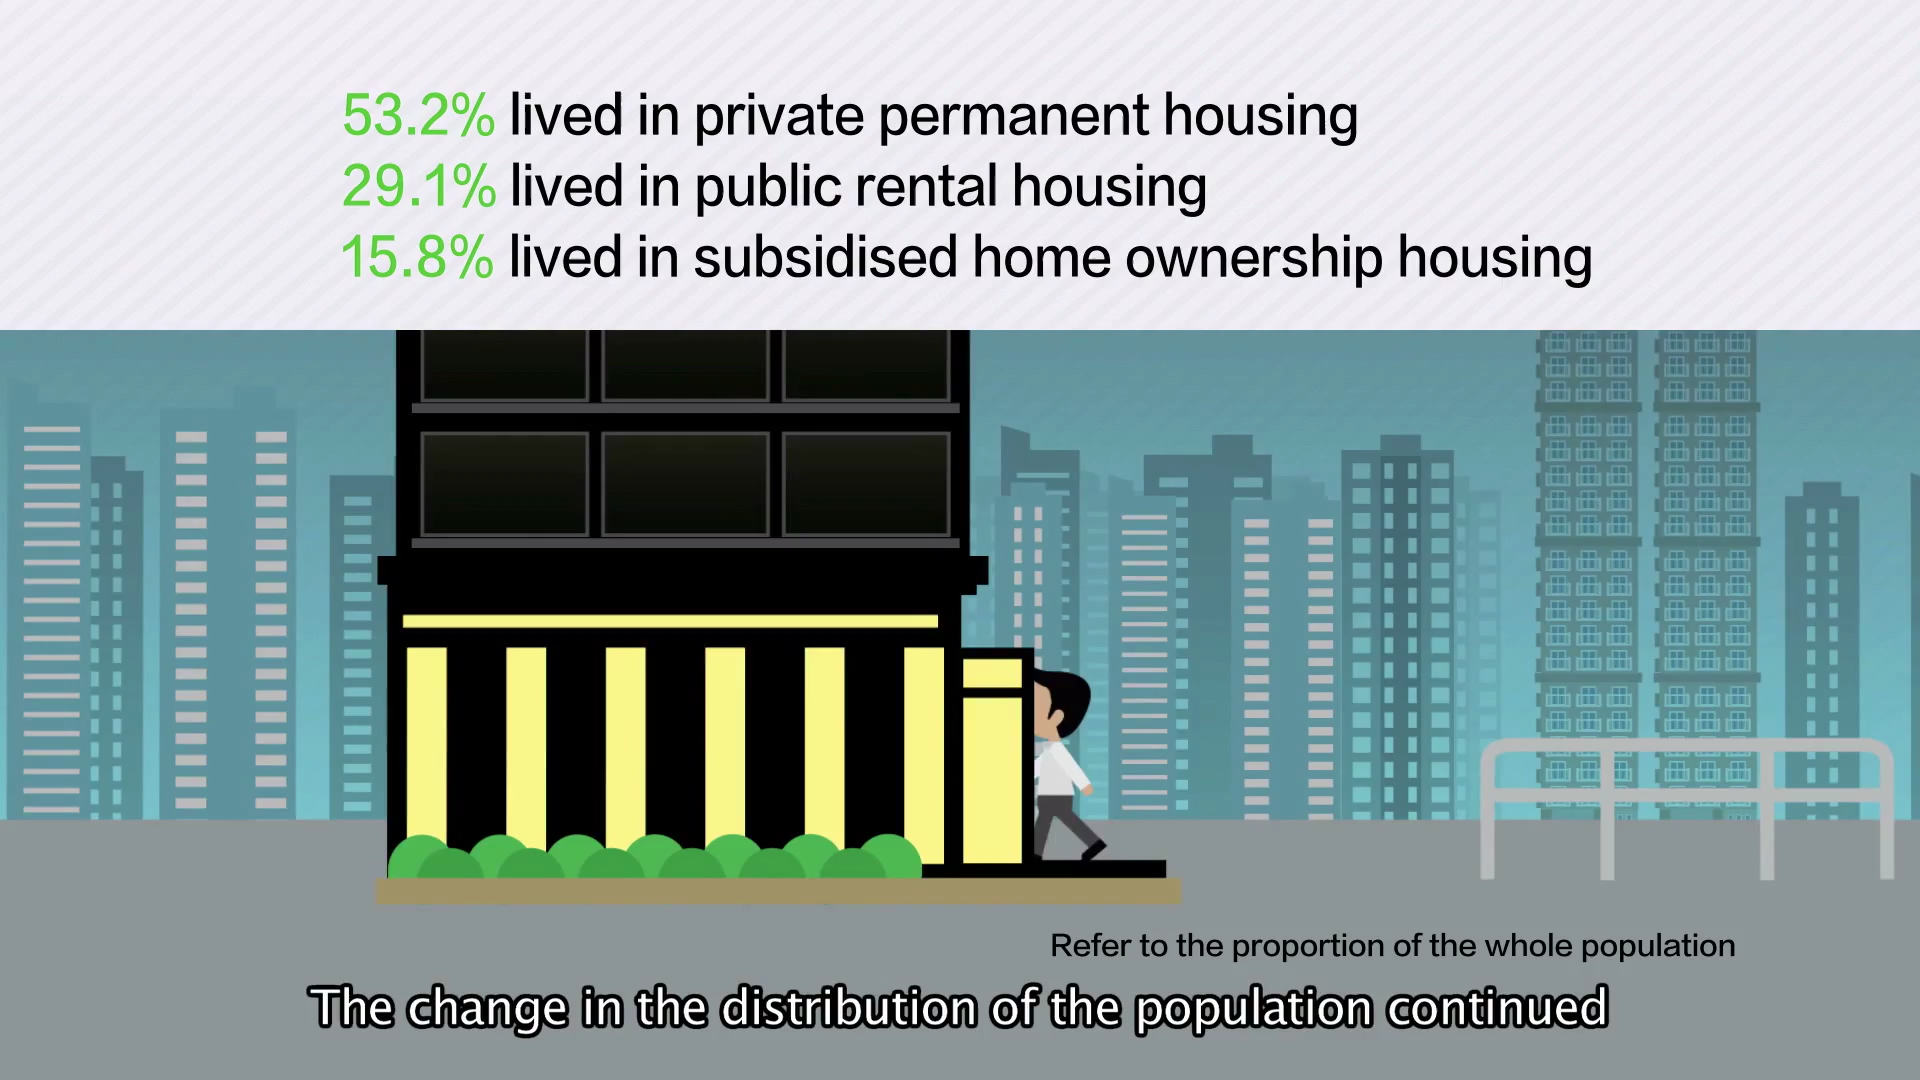 53.2% lived in private permanent housing
29.1% lived in public rental housing
15.8% lived in subsidised home ownership housing
Refer to the proportion of the whole population
The change in the distribution of the population continued